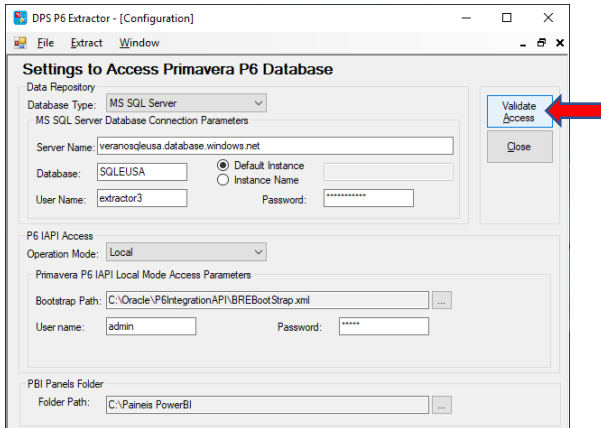 DPS P6 Extractor - [Configuration]
File Extract Window
Settings to Access Primavera P6 Database
Data Repository
Database Type: MS SQL Server
Validate Access
MS SQL Server Database Connection Parameters
Server Name: veranosqleusa.database.windows.net
Close
Database: SQLEUSA Default Instance
Instance Name
User Name: extractor3 Password: ***********
P6 IAPI Access
Operation Mode: Local
Primavera P6 IAPI Local Mode Access Parameters
Bootstrap Path: C:\Oracle\P6IntegrationAPI\BREBootStrap.xml ...
User name: admin Password: *****
PBI Panels Folder
Folder Path: C:\Paineis PowerBI ...